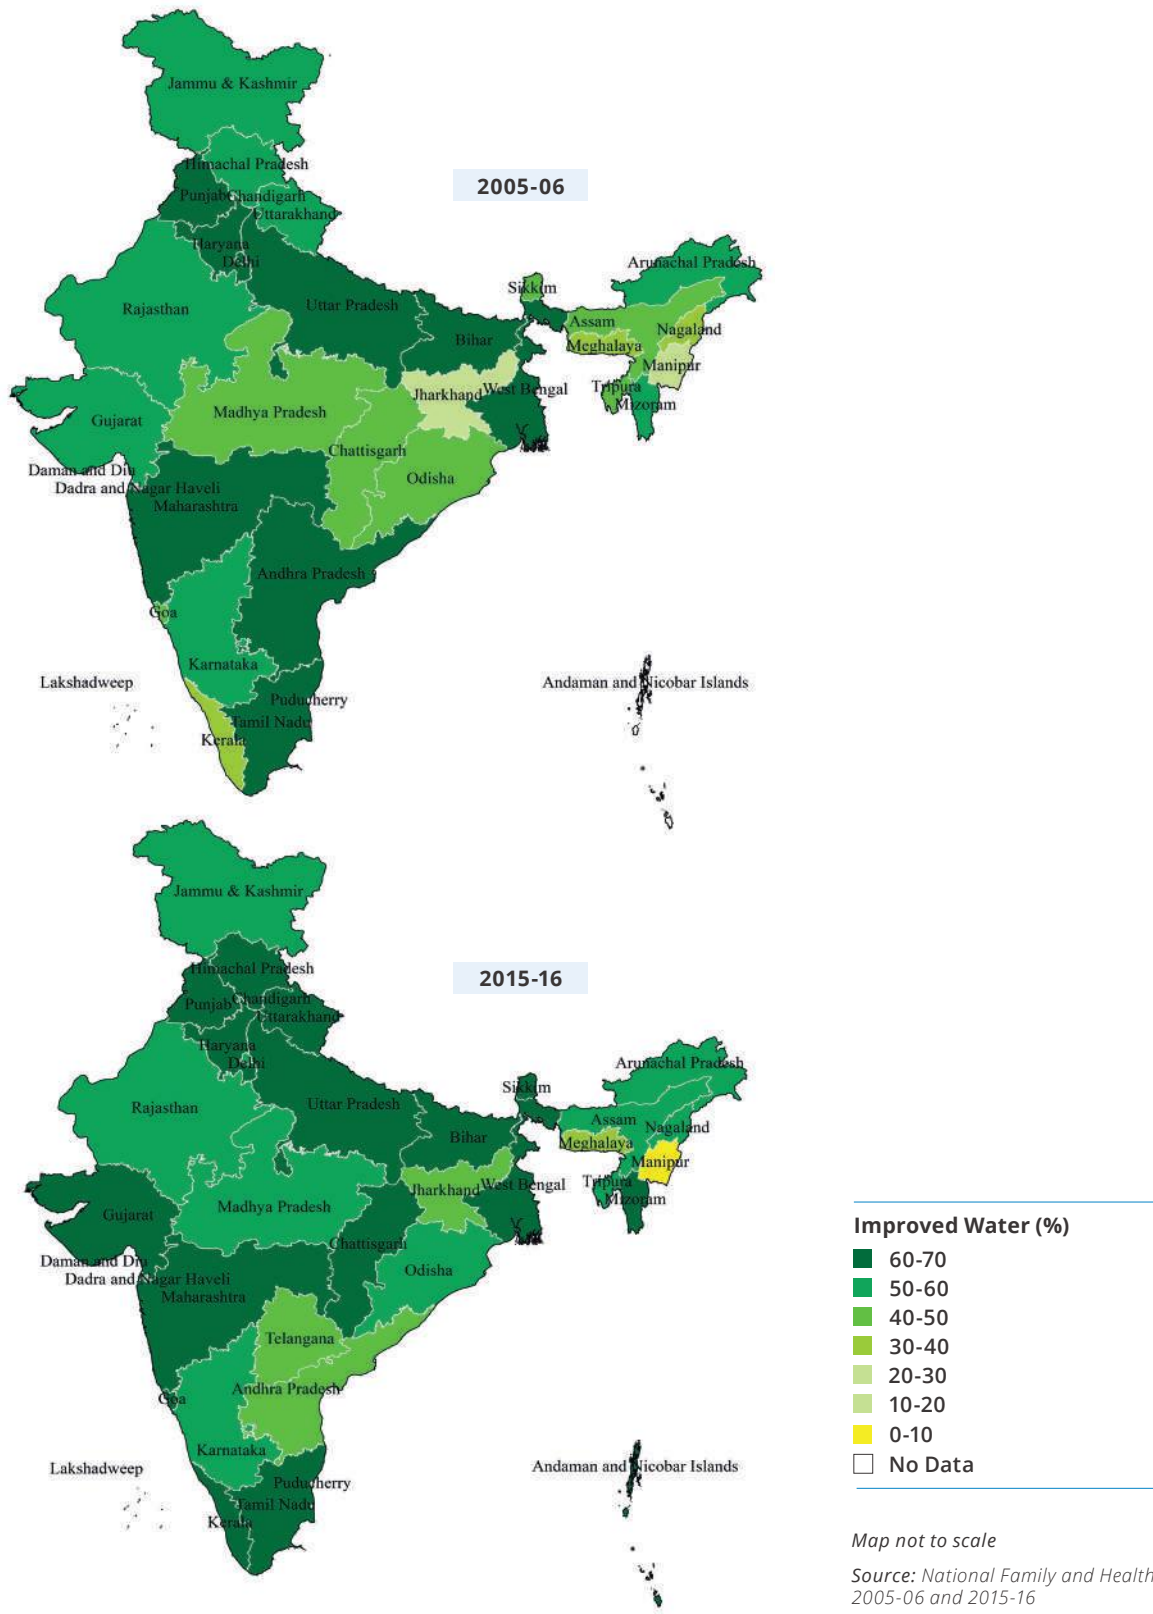 Jammu & Kashmir
Himachal Pradesh
2005-06
Punjab
Chandigarh
Uttarakhand
Haryana
Delhi
Arunachal Pradesh
Sikkim
Rajasthan
Uttar Pradesh
Assam
Nagaland
Bihar
Meghalaya
Manipur
Tripura
Mizoram
Jharkhand
West Bengal
Madhya Pradesh
Gujarat
Chattisgarh
Odisha
Daman and Diu
Dadra and Nagar Haveli
Maharashtra
Andhra Pradesh
Goa
Karnataka
Lakshadweep
Andaman and Nicobar Islands
Puducherry
Tamil Nadu
Kerala
Jammu & Kashmir
Himachal Pradesh
2015-16
Punjab
Chandigarh
Uttarakhand
Haryana
Delhi
Arunachal Pradesh
Sikkim
Rajasthan
Uttar Pradesh
Assam
Nagaland
Bihar
Meghalaya
Manipur
Tripura
Mizoram
Jharkhand
West Bengal
Madhya Pradesh
Gujarat
Chattisgarh
Odisha
Daman and Diu
Dadra and Nagar Haveli
Maharashtra
Telangana
Andhra Pradesh
Goa
Karnataka
Lakshadweep
Andaman and Nicobar Islands
Puducherry
Tamil Nadu
Kerala
Improved Water (%)
60-70
50-60
40-50
30-40
20-30
10-20
0-10
No Data
Map not to scale
Source: National Family and Health
2005-06 and 2015-16